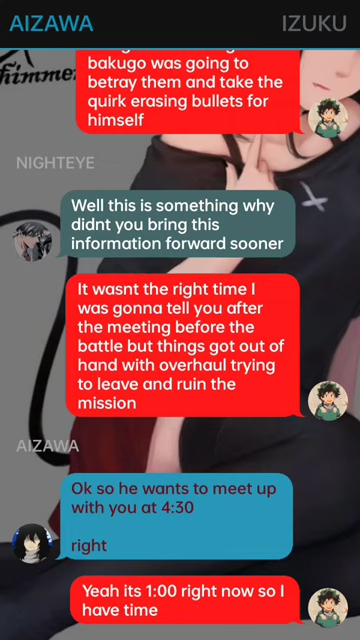 AIZAWA
IZUKU
bakugo was going to
betray them and take the
quirk erasing bullets for
himself
NIGHTEYE
Well this is something why
didnt you bring this
information forward sooner
It wasnt the right time I
was gonna tell you after
the meeting before the
battle but things got out of
hand with overhaul trying
to leave and ruin the
mission
AIZAWA
Ok so he wants to meet up
with you at 4:30
right
Yeah its 1:00 right now so I
have time